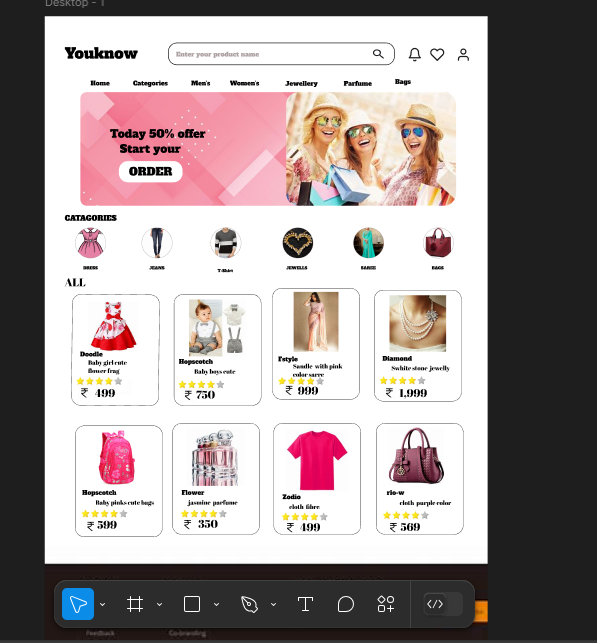 Desktop - 1
Youknow
Enter your product name
Home Categories Men's Women's Jewellery Parfume Bags
Today 50% offer
Start your
ORDER
CATAGORIES
DRESS JEANS T-Shirt JEWELLS SAREE BAGS
ALL
Doodle
Baby girl cute
flower frag
₹ 499
Hopscotch
Baby boys cute
₹ 750
Fstyle
Sandle with pink
color saree
₹ 999
Diamond
Swhite stone jewelly
₹ 1,999
Hopscotch
Baby pinks cute bags
₹ 599
Flower
jasmine parfume
₹ 350
Zodio
cloth fibre
₹ 499
rio-w
cloth purple color
₹ 569
Feedback Co-branding